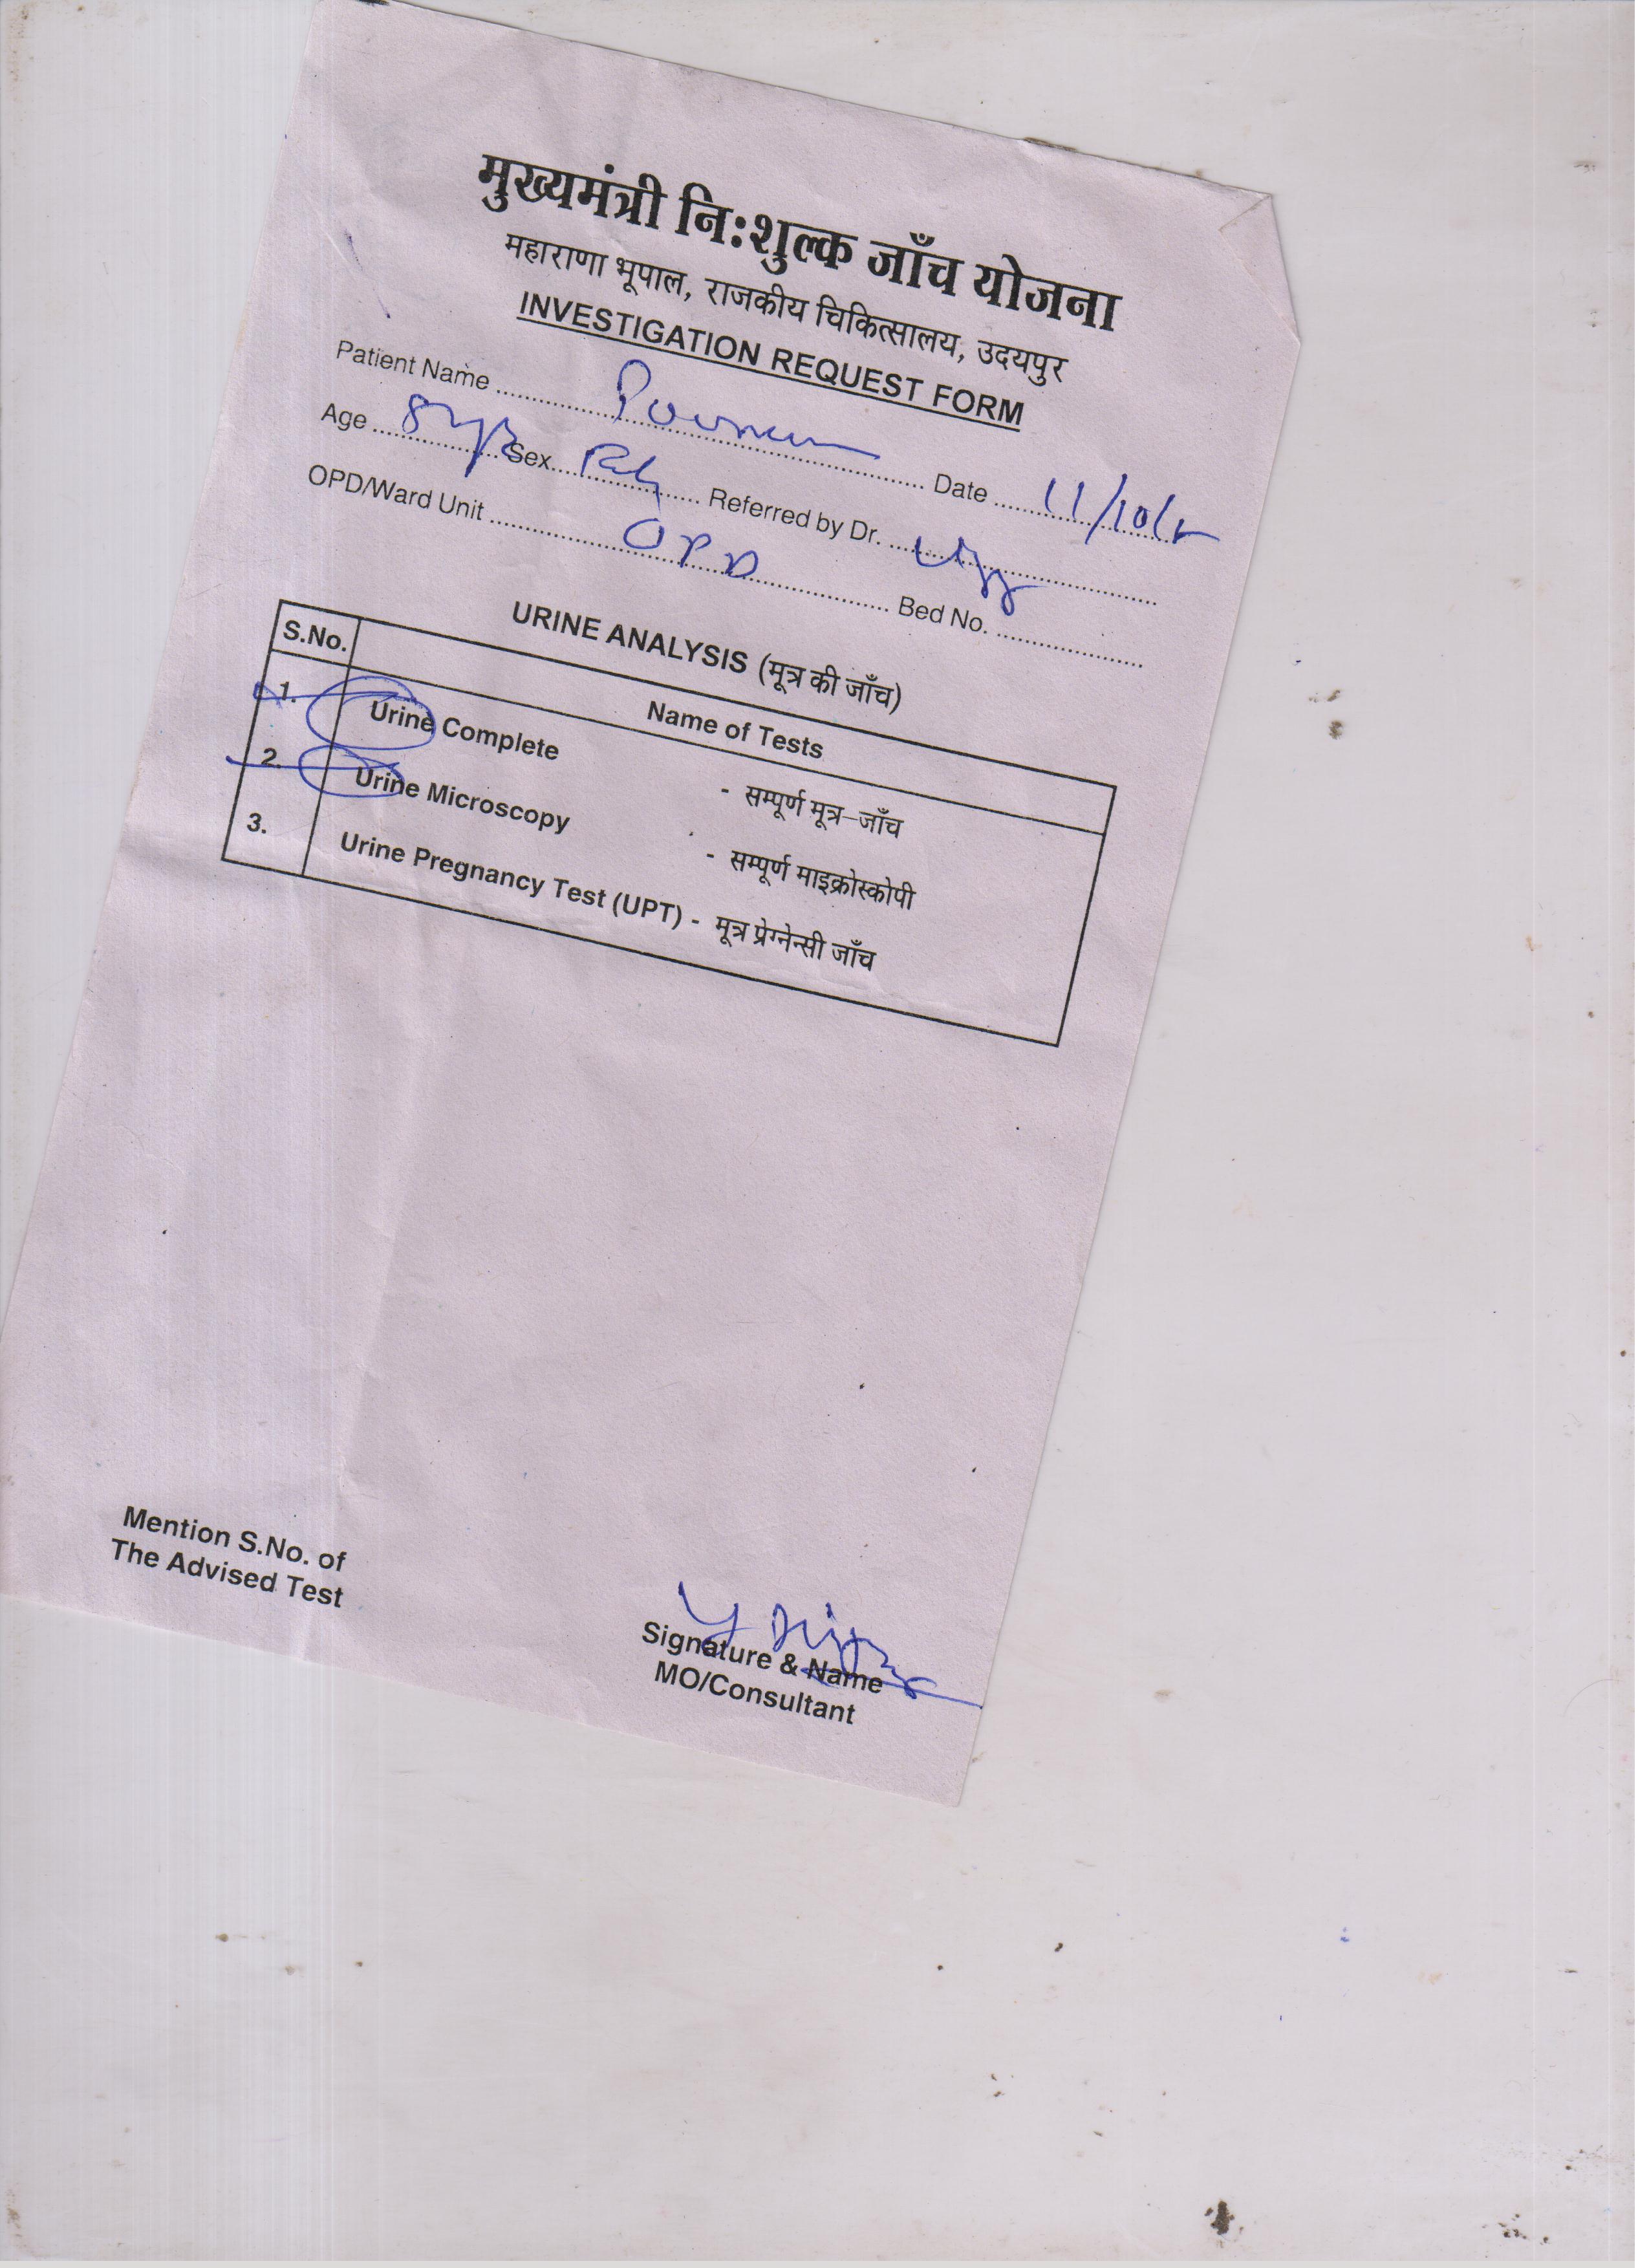 मुख्यमंत्री निःशुल्क जाँच योजना
महाराणा भूपाल, राजकीय चिकित्सालय, उदयपुर
INVESTIGATION REQUEST FORM
Patient Name ........ Date ........ 11/10/
Age ........ Sex ........ Referred by Dr. ........
OPD/Ward Unit ........ OPD ........ Bed No. ........
URINE ANALYSIS (मूत्र की जाँच)
S.No. Name of Tests
1. Urine Complete - सम्पूर्ण मूत्र–जाँच
2. Urine Microscopy - सम्पूर्ण माइक्रोस्कोपी
3. Urine Pregnancy Test (UPT) - मूत्र प्रेग्नेन्सी जाँच
Mention S.No. of
The Advised Test
Signature & Name
MO/Consultant